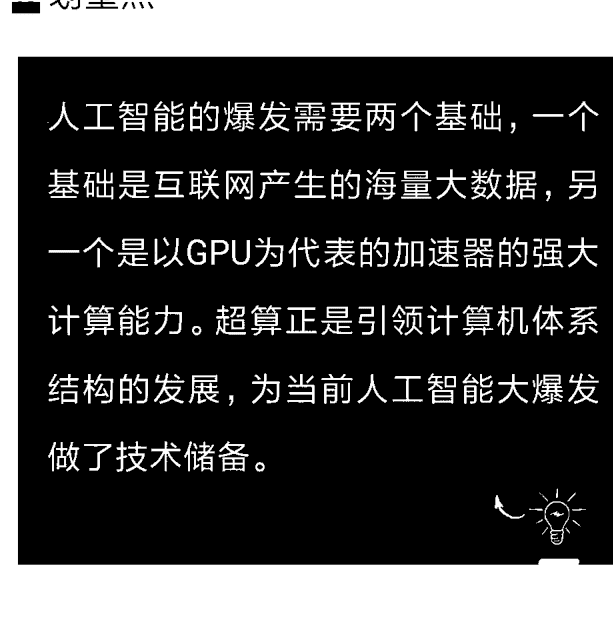 划重点
人工智能的爆发需要两个基础，一个
基础是互联网产生的海量大数据，另
一个是以GPU为代表的加速器的强大
计算能力。超算正是引领计算机体系
结构的发展，为当前人工智能大爆发
做了技术储备。